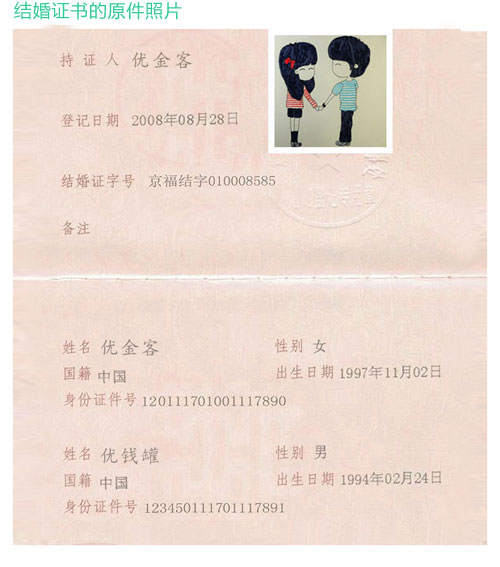 结婚证书的原件照片
持证人 优金客
登记日期 2008年08月28日
结婚证字号 京福结字010008585
备注
姓名 优金客 性别 女
国籍 中国 出生日期 1997年11月02日
身份证件号 120111701001117890
姓名 优钱罐 性别 男
国籍 中国 出生日期 1994年02月24日
身份证件号 123450111701117891